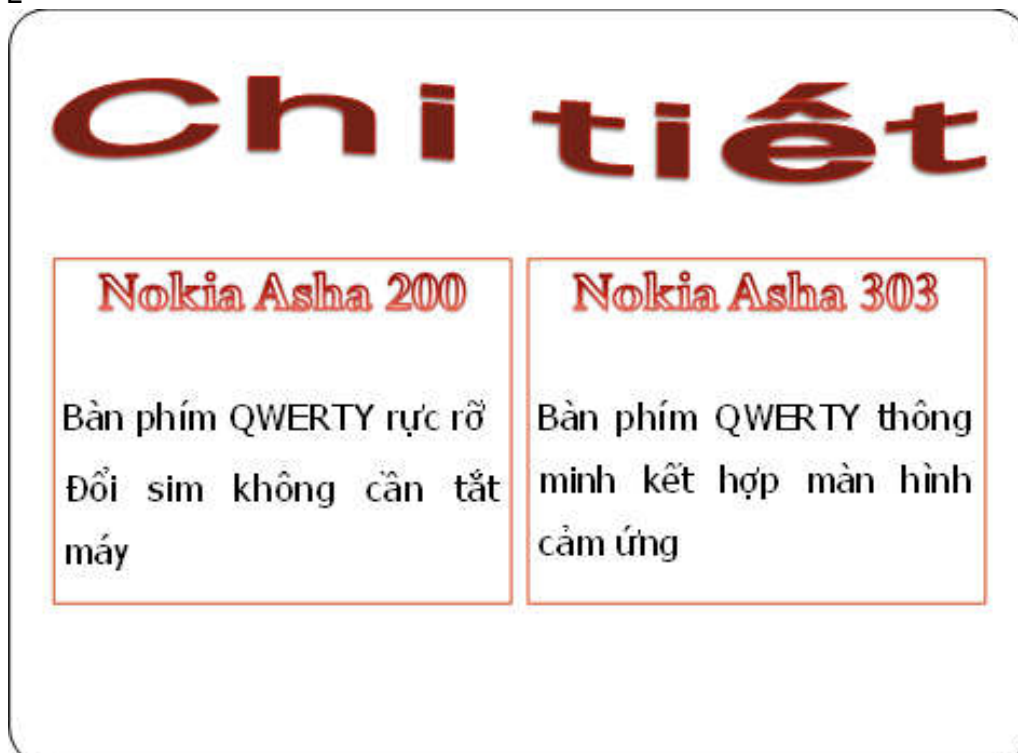 Chi tiết
Nokia Asha 200
Bàn phím QWERTY rực rỡ
Đổi sim không cần tắt
máy
Nokia Asha 303
Bàn phím QWERTY thông
minh kết hợp màn hình
cảm ứng